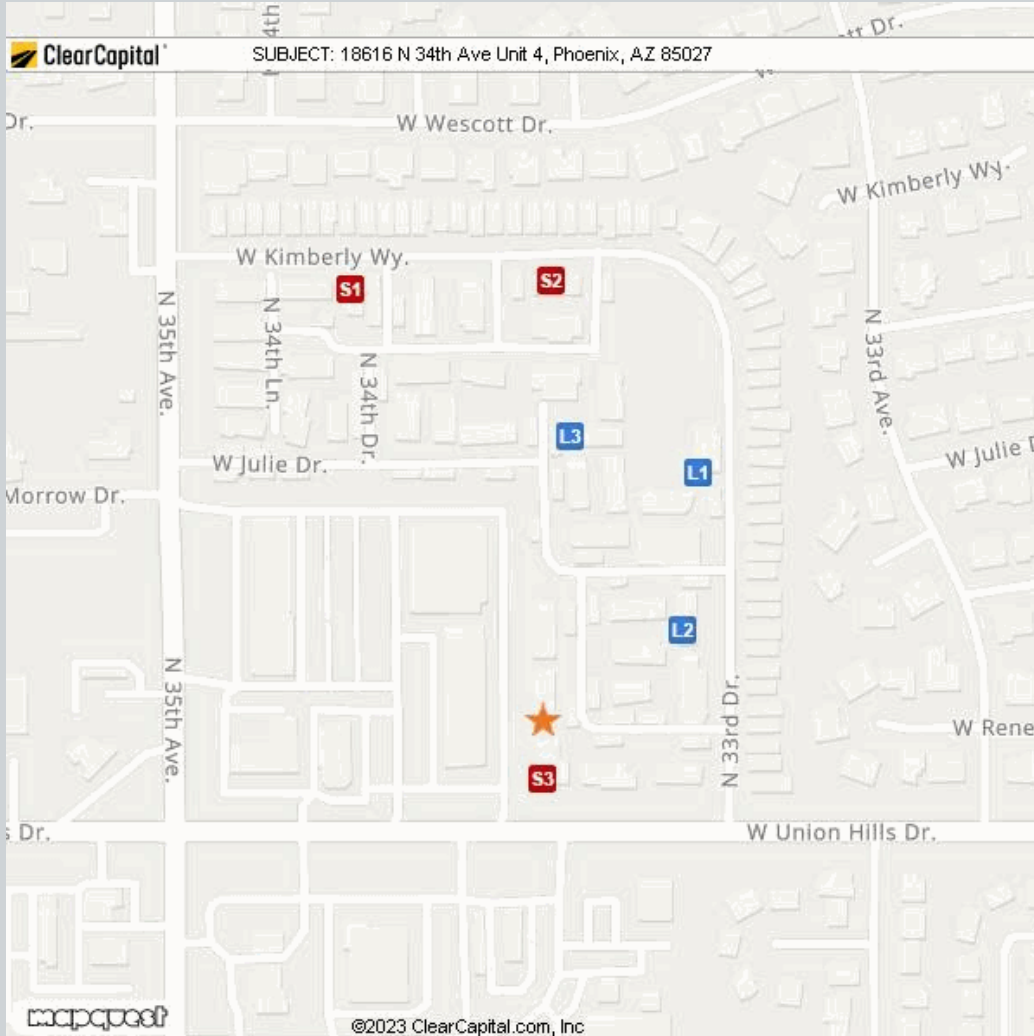 N 34th
ClearCapital
SUBJECT: 18616 N 34th Ave Unit 4, Phoenix, AZ 85027
Dr.
W Wescott Dr.
W Kimberly Wy.
W Kimberly Wy.
S1
S2
N 35th Ave.
N 34th Ln.
N 34th Dr.
N 33rd Ave.
L3
L1
W Julie Dr.
W Julie
Morrow Dr.
L2
N 35th Ave.
N 33rd Dr.
W Rene
S3
s Dr.
W Union Hills Dr.
mapquest
©2023 ClearCapital.com, Inc